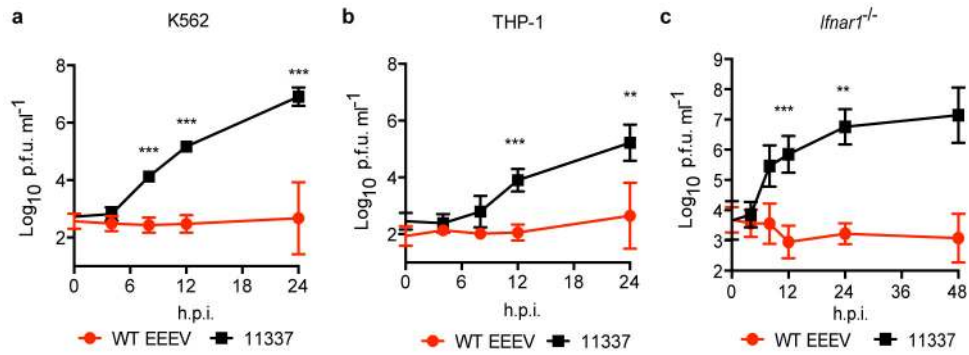 a K562
Log10 p.f.u. ml-1
8
6
4
2
***
***
***
0 6 12 18 24
h.p.i.
WT EEEV 11337
b THP-1
Log10 p.f.u. ml-1
8
6
4
2
***
**
0 6 12 18 24
h.p.i.
WT EEEV 11337
c Ifnar1-/-
Log10 p.f.u. ml-1
9
8
7
6
5
4
3
2
***
**
0 12 24 36 48
h.p.i.
WT EEEV 11337